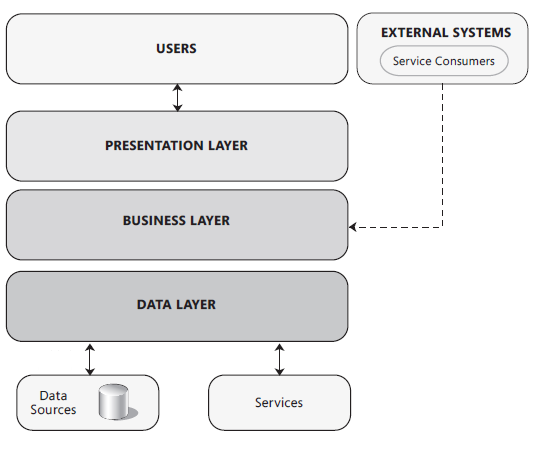 USERS
EXTERNAL SYSTEMS
Service Consumers
PRESENTATION LAYER
BUSINESS LAYER
DATA LAYER
Data
Sources
Services